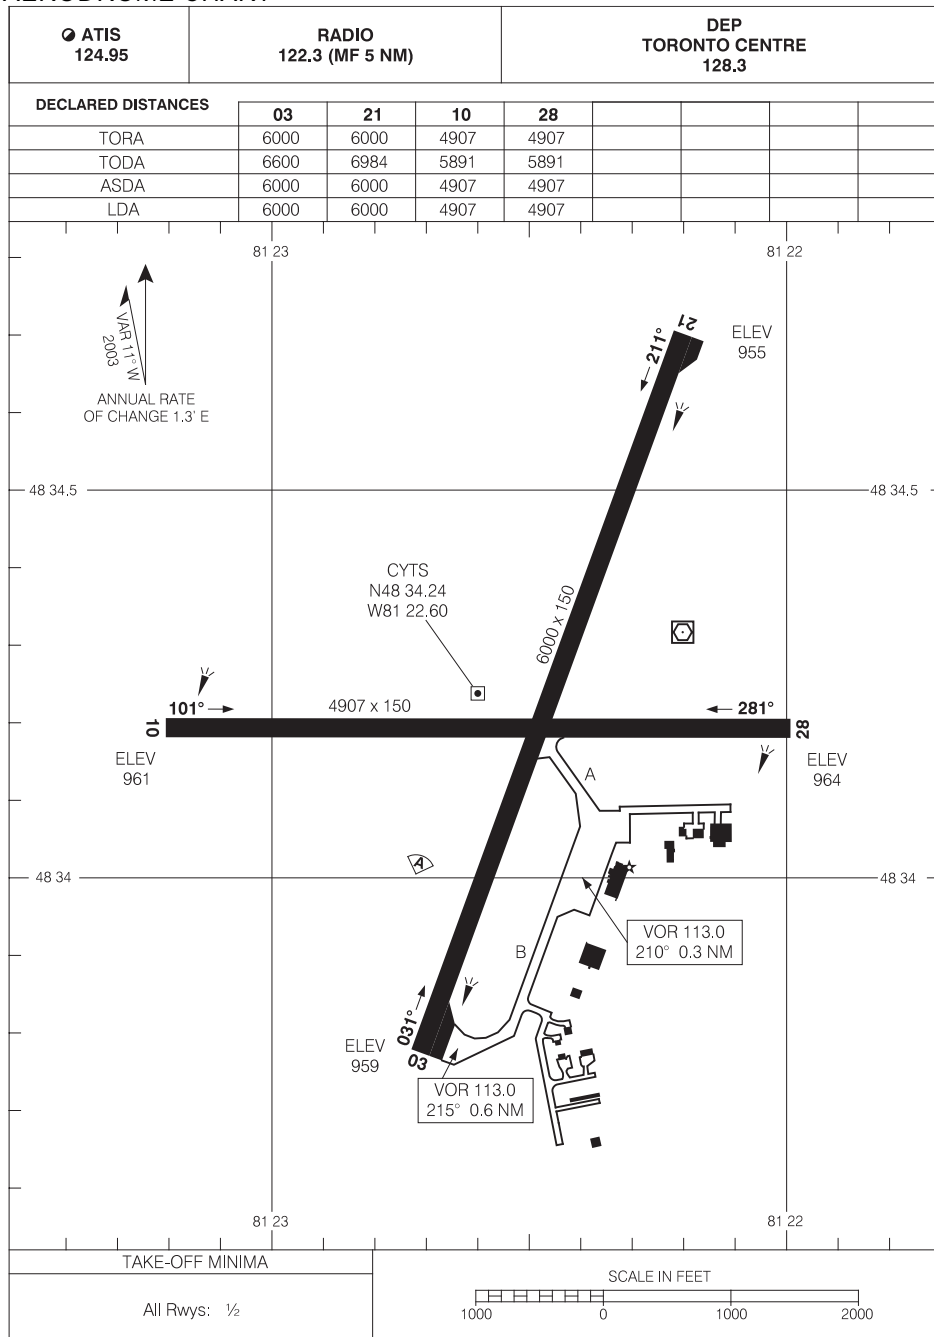 ATIS
124.95
RADIO
122.3 (MF 5 NM)
DEP
TORONTO CENTRE
128.3
DECLARED DISTANCES
03 21 10 28
TORA 6000 6000 4907 4907
TODA 6600 6984 5891 5891
ASDA 6000 6000 4907 4907
LDA 6000 6000 4907 4907
81 23
81 22
VAR 11° W
2003
ANNUAL RATE
OF CHANGE 1.3' E
21
211°
ELEV
955
48 34.5
48 34.5
CYTS
N48 34.24
W81 22.60
6000 x 150
101°
4907 x 150
281°
10
28
ELEV
961
ELEV
964
A
A
48 34
48 34
VOR 113.0
210° 0.3 NM
B
031°
03
ELEV
959
VOR 113.0
215° 0.6 NM
81 23
81 22
TAKE-OFF MINIMA
All Rwys: ½
SCALE IN FEET
1000 0 1000 2000